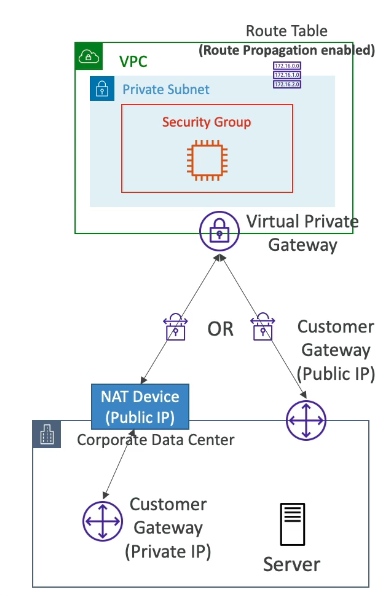 Route Table
(Route Propagation enabled)
VPC
172.16.0.0
172.16.1.0
172.16.2.0
Private Subnet
Security Group
Virtual Private
Gateway
OR
Customer
Gateway
(Public IP)
NAT Device
(Public IP)
Corporate Data Center
Customer
Gateway
(Private IP)
Server